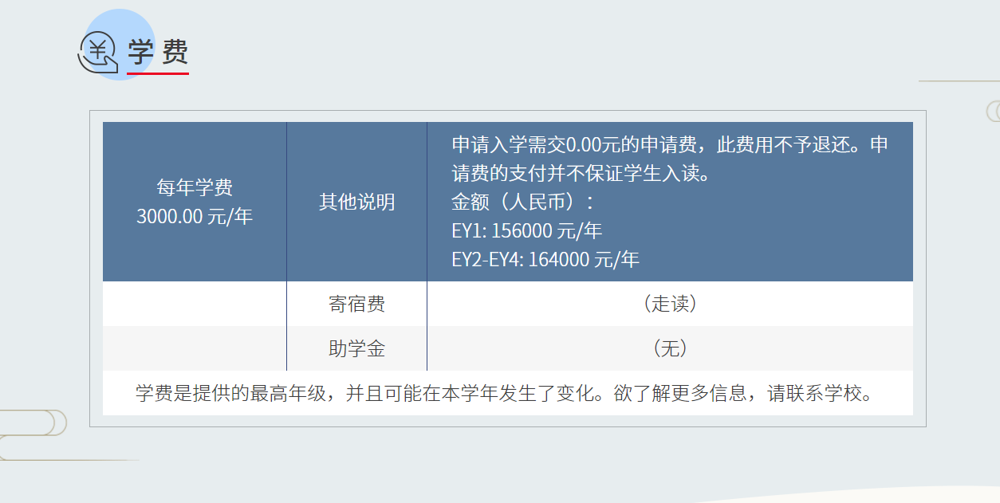 学费
每年学费
3000.00 元/年
其他说明
申请入学需交0.00元的申请费，此费用不予退还。申
请费的支付并不保证学生入读。
金额（人民币）：
EY1: 156000 元/年
EY2-EY4: 164000 元/年
寄宿费
（走读）
助学金
（无）
学费是提供的最高年级，并且可能在本学年发生了变化。欲了解更多信息，请联系学校。